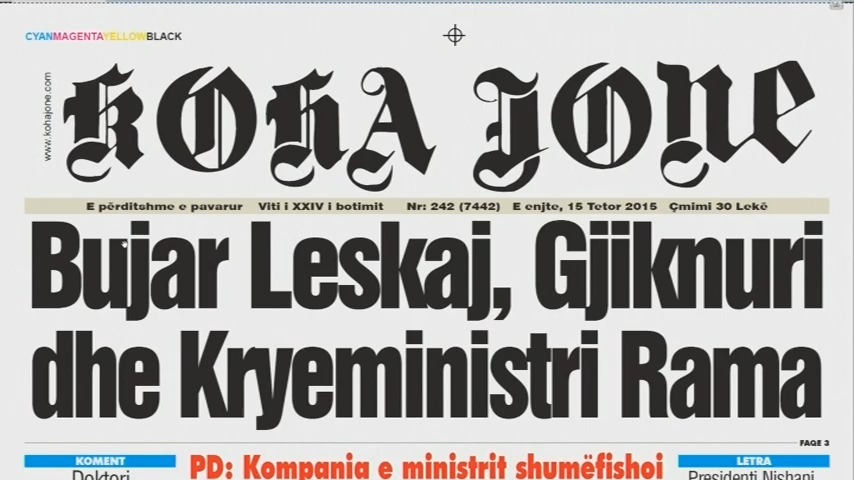 CYANMAGENTAYELLOWBLACK
www.kohajone.com
KOHA JONE
E përditshme e pavarur Viti i XXIV i botimit Nr: 242 (7442) E enjte, 15 Tetor 2015 Çmimi 30 Lekë
Bujar Leskaj, Gjiknuri
dhe Kryeministri Rama
FAQE 3
KOMENT
Doktori
PD: Kompania e ministrit shumëfishoi
LETRA
Presidenti Nishani